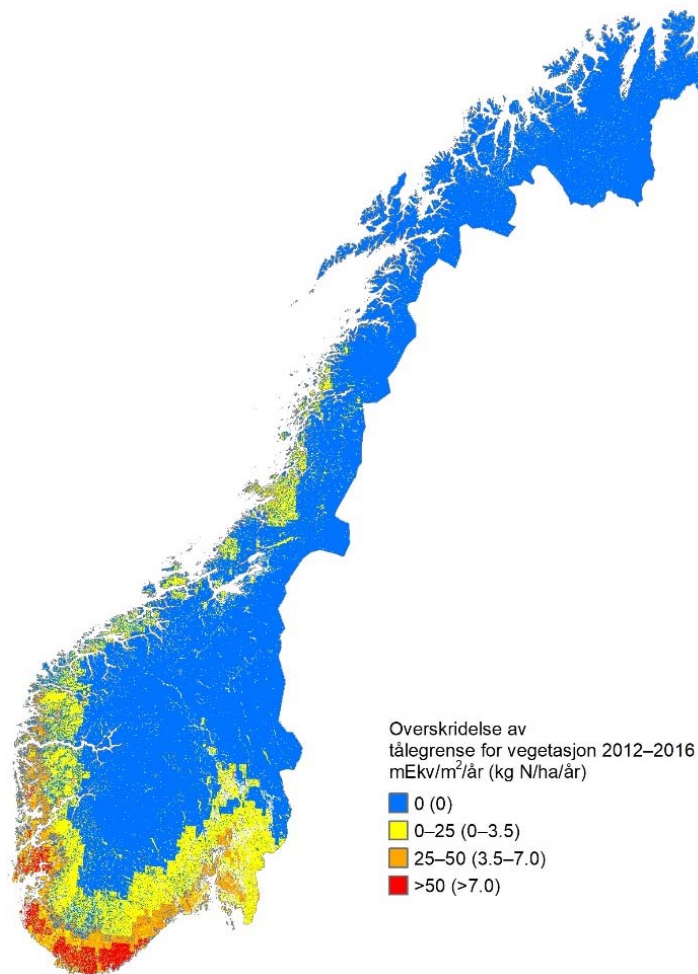 Overskridelse av
tålegrense for vegetasjon 2012–2016
mEkv/m²/år (kg N/ha/år)
0 (0)
0–25 (0–3.5)
25–50 (3.5–7.0)
>50 (>7.0)